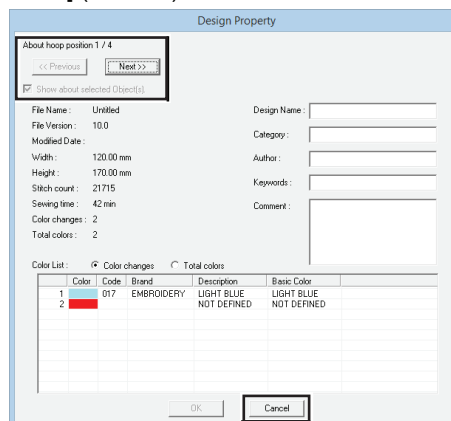 Design Property
About hoop position 1 / 4
<< Previous Next >>
Show about selected Object(s).
File Name : Untitled
File Version : 10.0
Modified Date :
Width : 120.00 mm
Height : 170.00 mm
Stitch count : 21715
Sewing time : 42 min
Color changes : 2
Total colors : 2
Design Name :
Category :
Author :
Keywords :
Comment :
Color List : Color changes Total colors
Color Code Brand Description Basic Color
1 017 EMBROIDERY LIGHT BLUE LIGHT BLUE
2 NOT DEFINED NOT DEFINED
OK Cancel